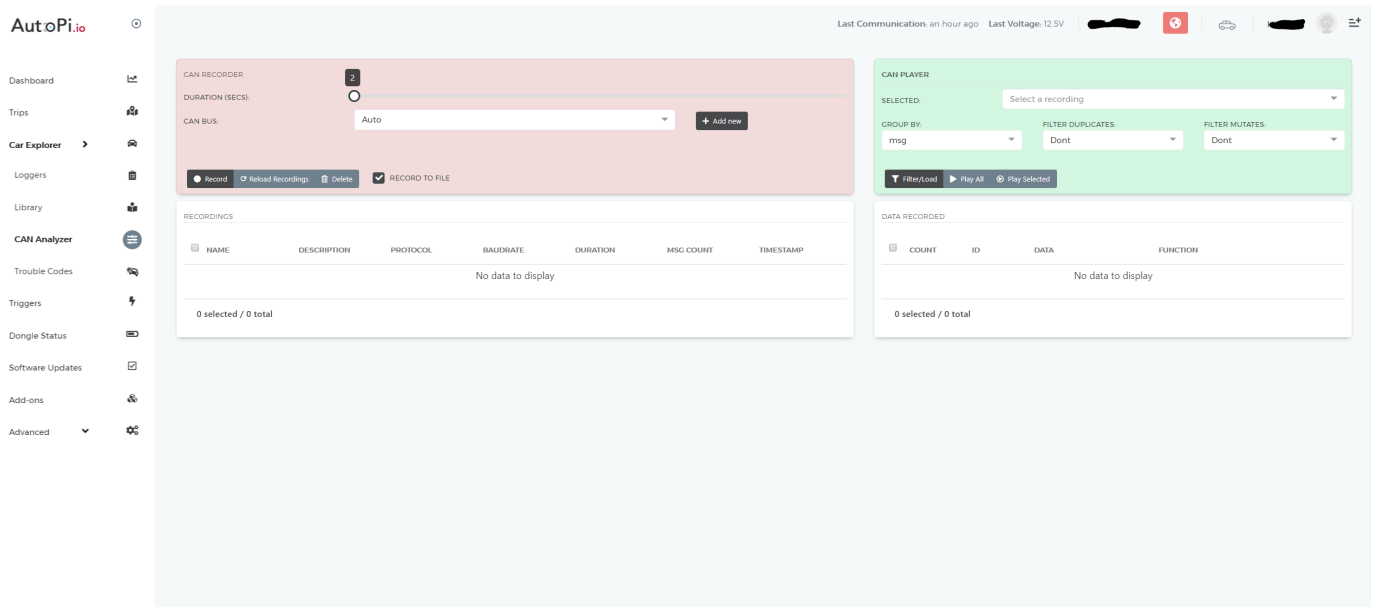 AutoPi.io
Last Communication: an hour ago Last Voltage: 12.5V
Dashboard
Trips
Car Explorer
Loggers
Library
CAN Analyzer
Trouble Codes
Triggers
Dongle Status
Software Updates
Add-ons
Advanced
CAN RECORDER
2
DURATION (SECS):
CAN BUS: Auto + Add new
Record Reload Recordings Delete RECORD TO FILE
RECORDINGS
NAME DESCRIPTION PROTOCOL BAUDRATE DURATION MSG COUNT TIMESTAMP
No data to display
0 selected / 0 total
CAN PLAYER
SELECTED: Select a recording
GROUP BY: FILTER DUPLICATES: FILTER MUTATES:
msg Dont Dont
Filter/Load Play All Play Selected
DATA RECORDED
COUNT ID DATA FUNCTION
No data to display
0 selected / 0 total